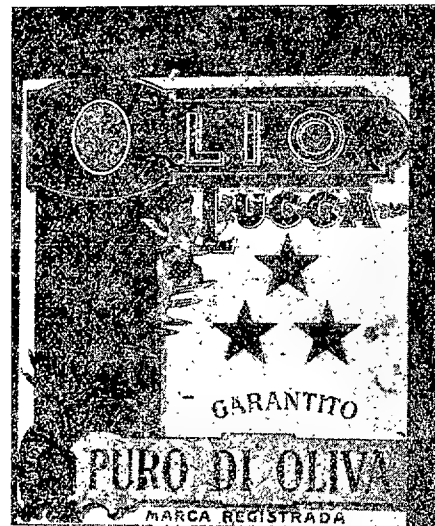 OLIO
LUCCA
GARANTITO
PURO DI OLIVA
MARCA REGISTRADA